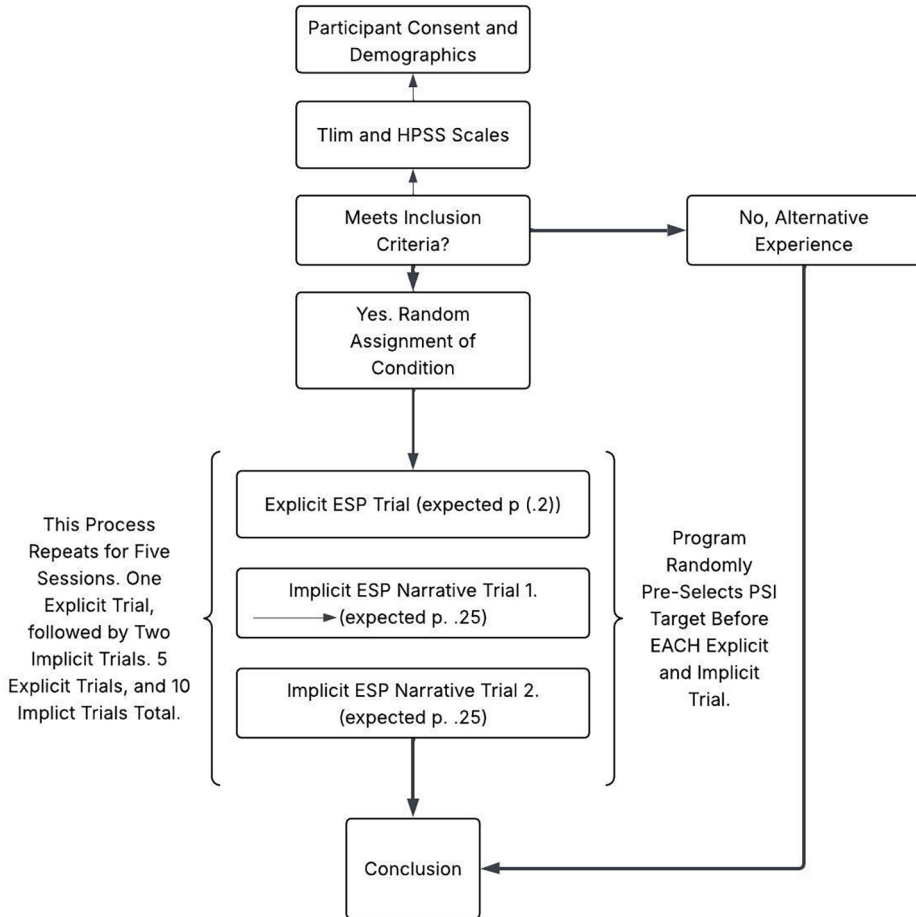 Participant Consent and
Demographics
Tlim and HPSS Scales
Meets Inclusion
Criteria?
No, Alternative
Experience
Yes. Random
Assignment of
Condition
This Process
Repeats for Five
Sessions. One
Explicit Trial,
followed by Two
Implicit Trials. 5
Explicit Trials, and 10
Implict Trials Total.
Explicit ESP Trial (expected p (.2))
Implicit ESP Narrative Trial 1.
(expected p. .25)
Implicit ESP Narrative Trial 2.
(expected p. .25)
Program
Randomly
Pre-Selects PSI
Target Before
EACH Explicit
and Implicit
Trial.
Conclusion